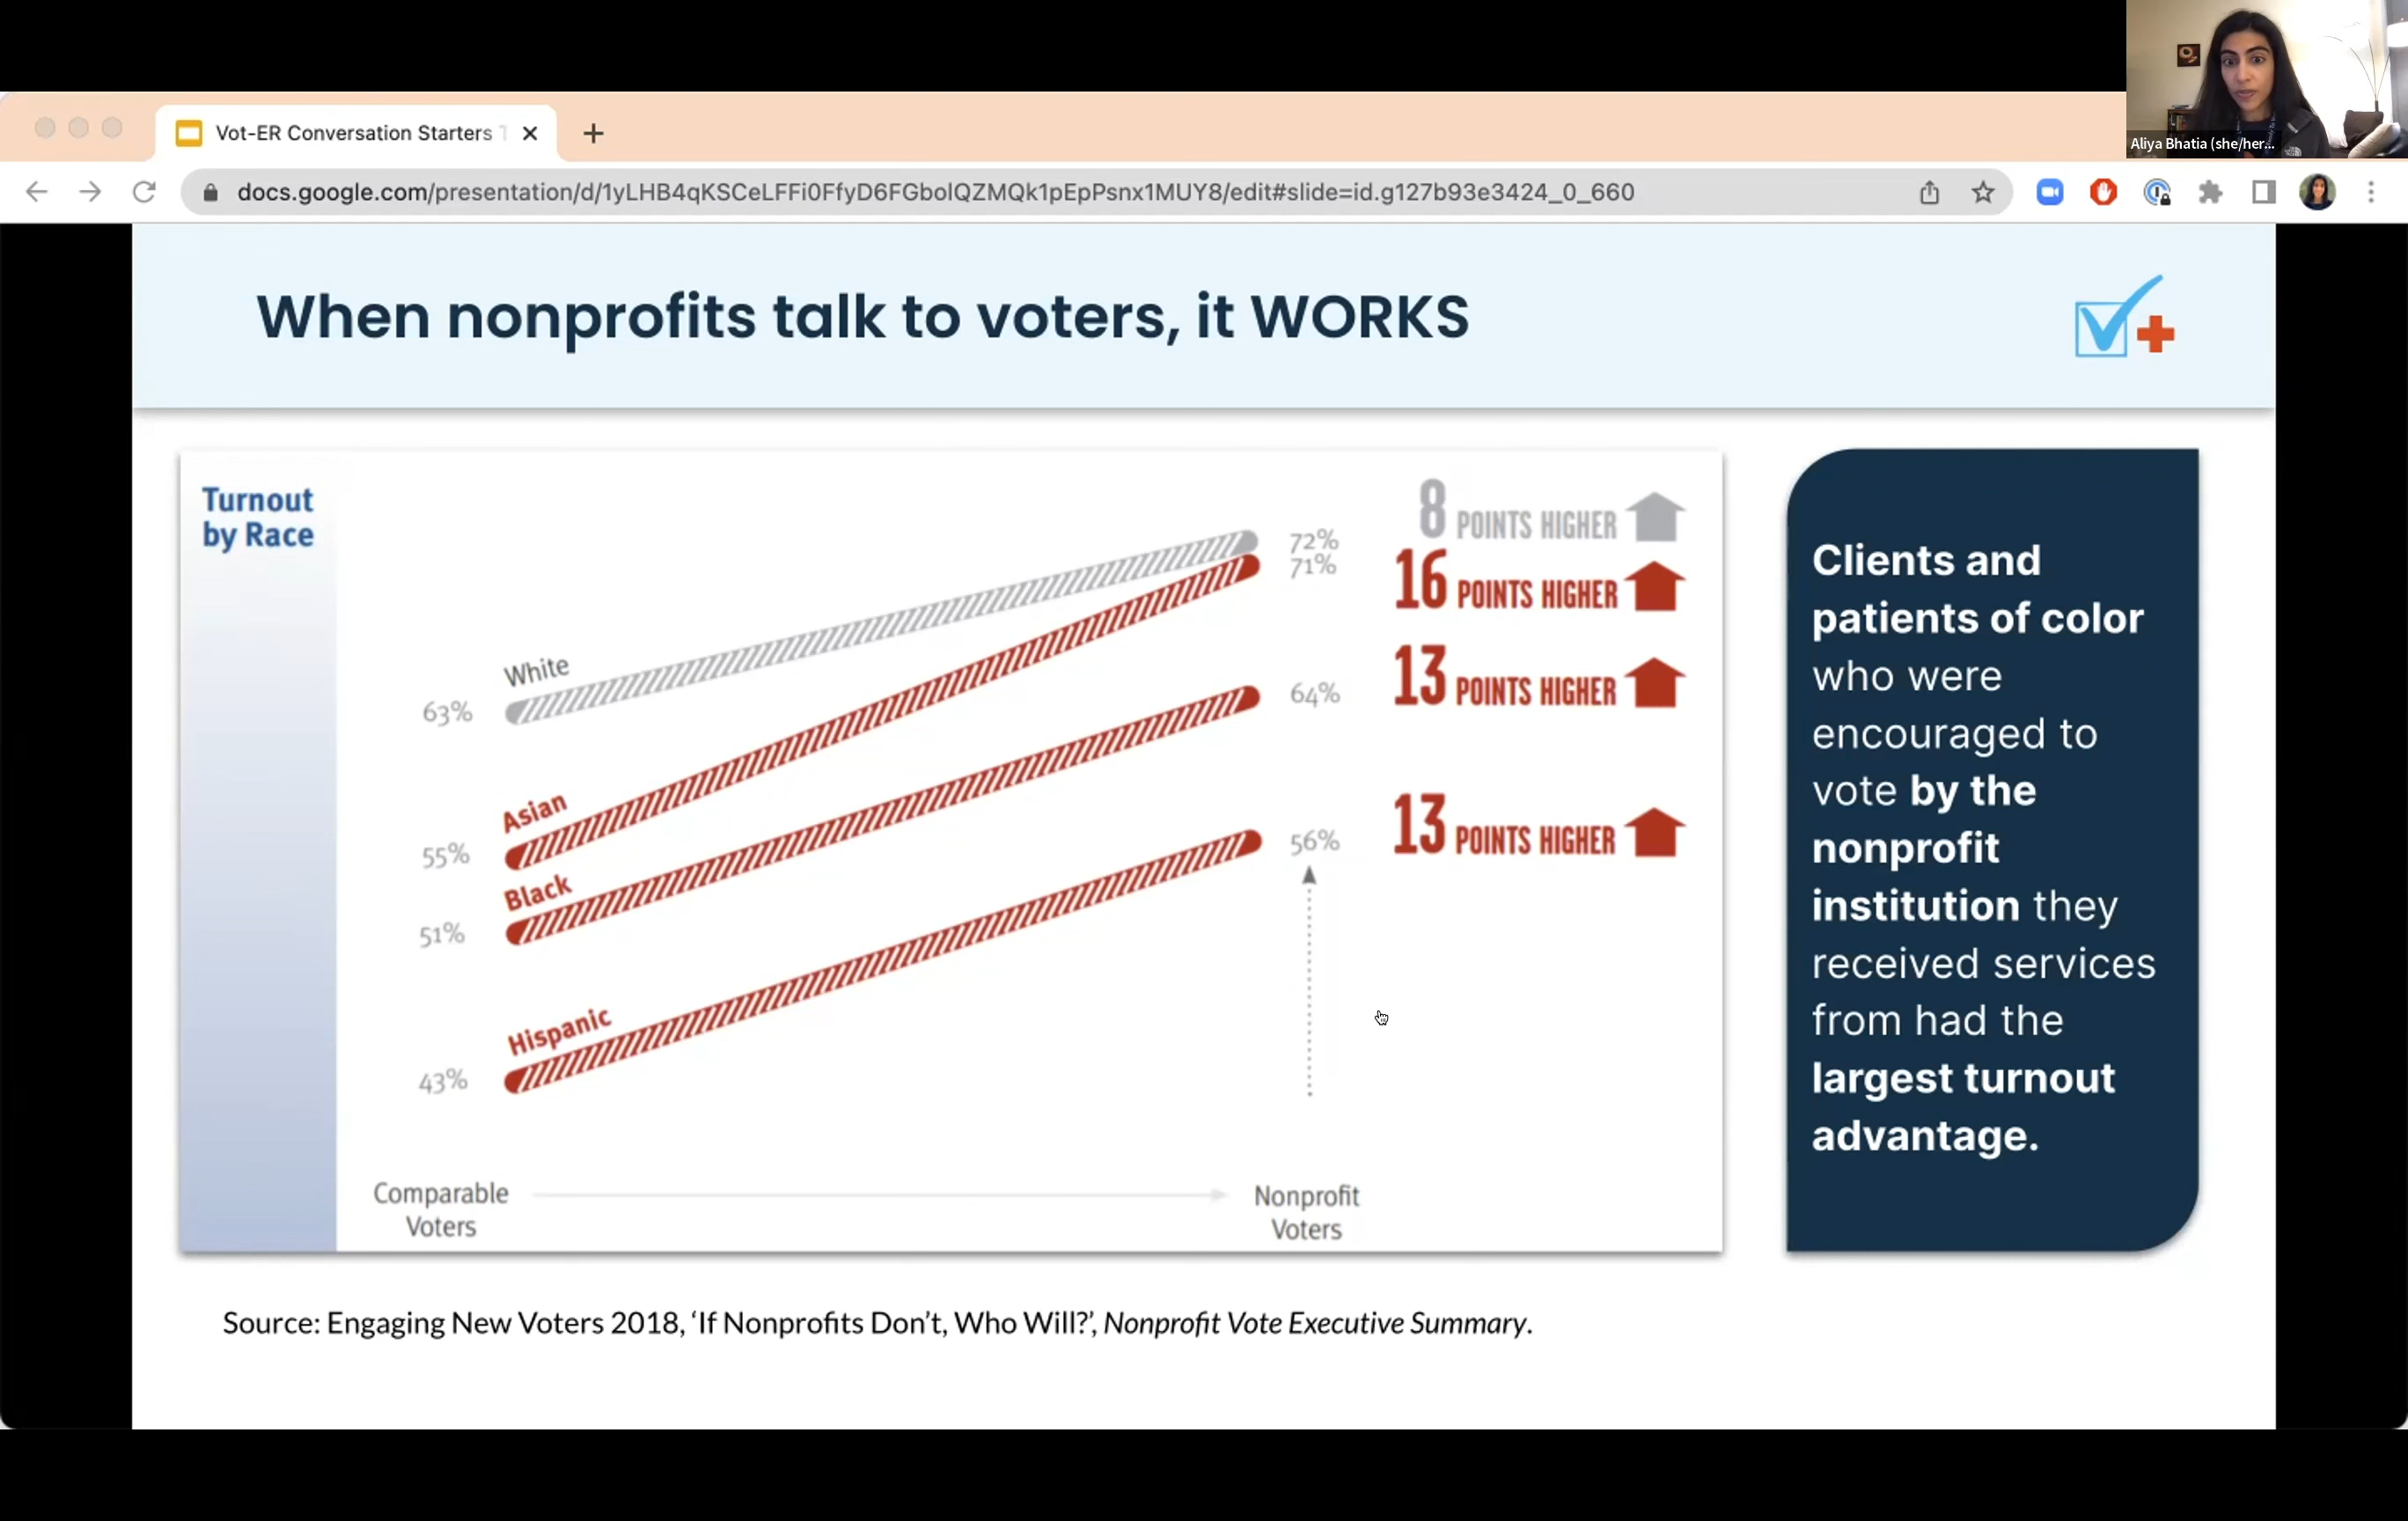 Vot-ER Conversation Starters
docs.google.com/presentation/d/1yLHB4qKSCeLFFi0FfyD6FGbolQZMQk1pEpPsnx1MUY8/edit#slide=id.g127b93e3424_0_660
Aliya Bhatia (she/her...
When nonprofits talk to voters, it WORKS
Turnout
by Race
8 POINTS HIGHER
72%
71%
16 POINTS HIGHER
White
63%
13 POINTS HIGHER
64%
Asian
55%
13 POINTS HIGHER
56%
Black
51%
Hispanic
43%
Comparable
Voters
Nonprofit
Voters
Clients and
patients of color
who were
encouraged to
vote by the
nonprofit
institution they
received services
from had the
largest turnout
advantage.
Source: Engaging New Voters 2018, ‘If Nonprofits Don’t, Who Will?’, Nonprofit Vote Executive Summary.